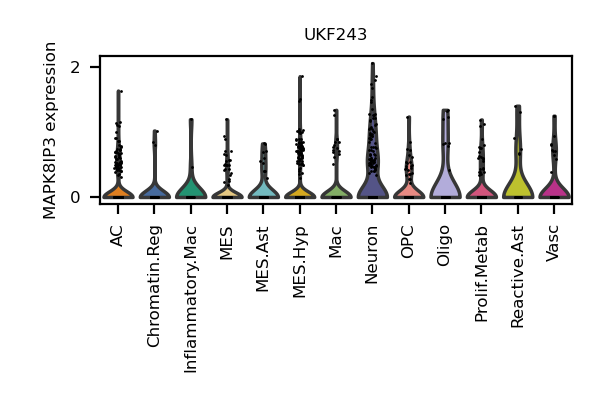 UKF243
MAPK8IP3 expression
2
0
AC
Chromatin.Reg
Inflammatory.Mac
MES
MES.Ast
MES.Hyp
Mac
Neuron
OPC
Oligo
Prolif.Metab
Reactive.Ast
Vasc